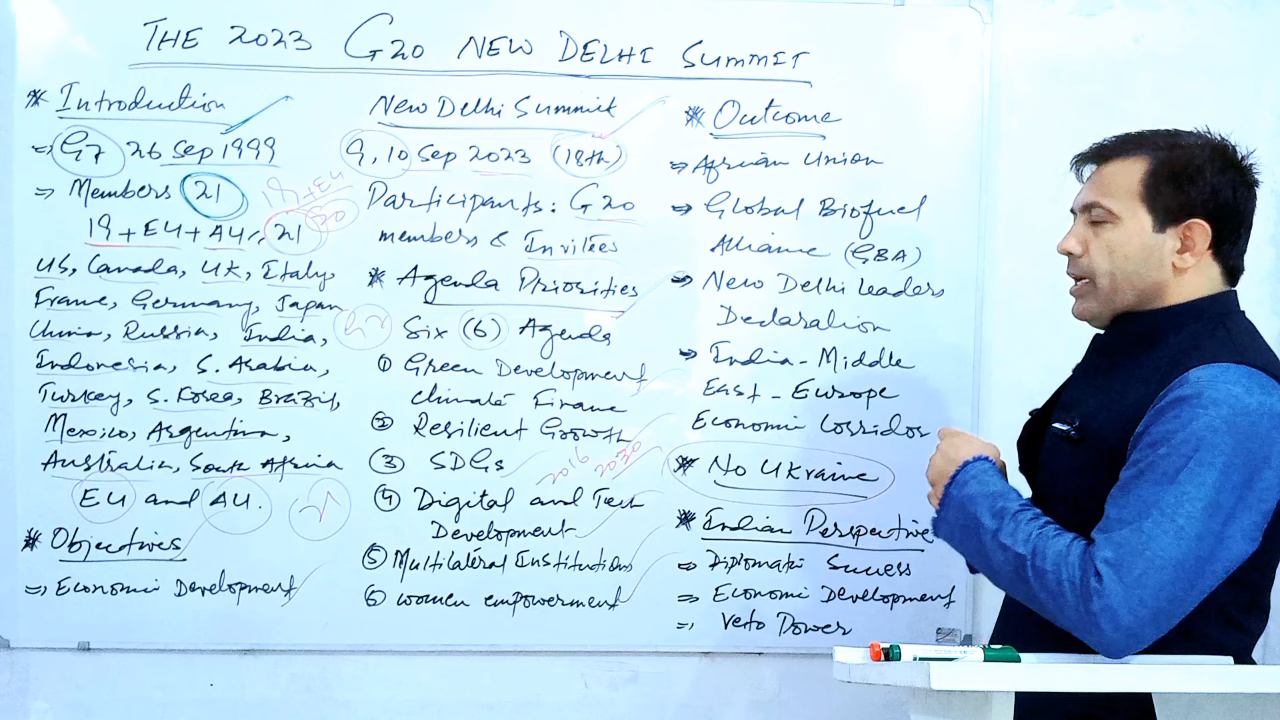 THE 2023 G20 NEW DELHI SUMMIT
* Introduction
⇒ G7 26 Sep 1999
⇒ Members 21
19 + EU
19 + EU + AU = 21
20
US, Canada, UK, Italy,
France, Germany, Japan
China, Russia, India,
Indonesia, S. Arabia,
Turkey, S. Korea, Brazil,
Mexico, Argentina,
Australia, South Africa
EU and AU.
* Objectives
⇒ Economic Development
New Delhi Summit
9, 10 Sep 2023 (18th)
Participants: G20
members & Invitees
* Agenda Priorities
Six (6) Agenda
① Green Development
Climate Finance
② Resilient Growth
③ SDGs
2016
2030
④ Digital and Tech
Development
⑤ Multilateral Institutions
⑥ women empowerment
* Outcome
⇒ African Union
⇒ Global Biofuel
Alliance (GBA)
⇒ New Delhi Leaders
Declaration
⇒ India-Middle
East-Europe
Economic Corridor
* No Ukraine
* Indian Perspective
⇒ Diplomatic Success
⇒ Economic Development
⇒ Veto Power